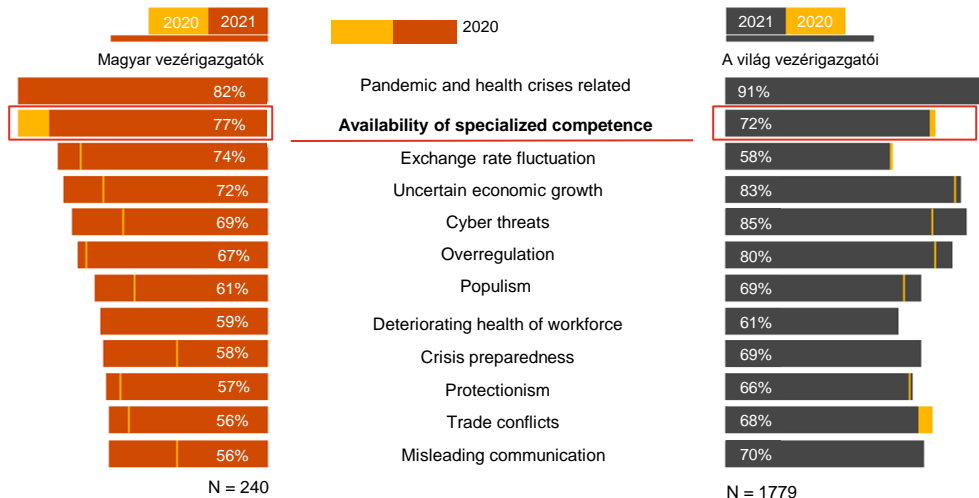 2020 2021
2020
2021 2020
Magyar vezérigazgatók
A világ vezérigazgatói
82% Pandemic and health crises related 91%
77% Availability of specialized competence 72%
74% Exchange rate fluctuation 58%
72% Uncertain economic growth 83%
69% Cyber threats 85%
67% Overregulation 80%
61% Populism 69%
59% Deteriorating health of workforce 61%
58% Crisis preparedness 69%
57% Protectionism 66%
56% Trade conflicts 68%
56% Misleading communication 70%
N = 240
N = 1779